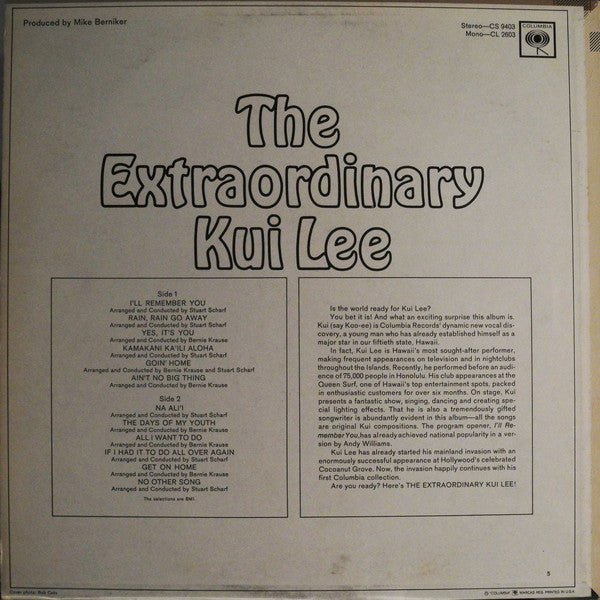 Produced by Mike Berniker
Stereo—CS 9403
Mono—CL 2603
COLUMBIA
The
Extraordinary
Kui Lee
Side 1
I'LL REMEMBER YOU
Arranged and Conducted by Stuart Scharf
RAIN, RAIN GO AWAY
Arranged and Conducted by Stuart Scharf
YES, IT'S YOU
Arranged and Conducted by Bernie Krause
KAMAKANI KA'ILI ALOHA
Arranged and Conducted by Stuart Scharf
GOIN' HOME
Arranged and Conducted by Bernie Krause and Stuart Scharf
AIN'T NO BIG THING
Arranged and Conducted by Bernie Krause
Side 2
NA ALI'I
Arranged and Conducted by Stuart Scharf
THE DAYS OF MY YOUTH
Arranged and Conducted by Bernie Krause
ALL I WANT TO DO
Arranged and Conducted by Bernie Krause
IF I HAD IT TO DO ALL OVER AGAIN
Arranged and Conducted by Stuart Scharf
GET ON HOME
Arranged and Conducted by Bernie Krause
NO OTHER SONG
Arranged and Conducted by Stuart Scharf
The selections are BMI.
Is the world ready for Kui Lee?
You bet it is! And what an exciting surprise this album is.
Kui (say Koo-ee) is Columbia Records' dynamic new vocal dis-
covery, a young man who has already established himself as a
major star in our fiftieth state, Hawaii.
In fact, Kui Lee is Hawaii's most sought-after performer,
making frequent appearances on television and in nightclubs
throughout the Islands. Recently, he performed before an audi-
ence of 75,000 people in Honolulu. His club appearances at the
Queen Surf, one of Hawaii's top entertainment spots, packed
in enthusiastic customers for over six months. On stage, Kui
presents a fantastic show, singing, dancing and creating spe-
cial lighting effects. That he is also a tremendously gifted
songwriter is abundantly evident in this album—all the songs
are original Kui compositions. The program opener, I'll Re-
member You, has already achieved national popularity in a ver-
sion by Andy Williams.
Kui Lee has already started his mainland invasion with an
enormously successful appearance at Hollywood's celebrated
Cocoanut Grove. Now, the invasion happily continues with his
first Columbia collection.
Are you ready? Here's THE EXTRAORDINARY KUI LEE!
5
Cover photo: Bob Cato
® "COLUMBIA", MARCAS REG. PRINTED IN U.S.A.